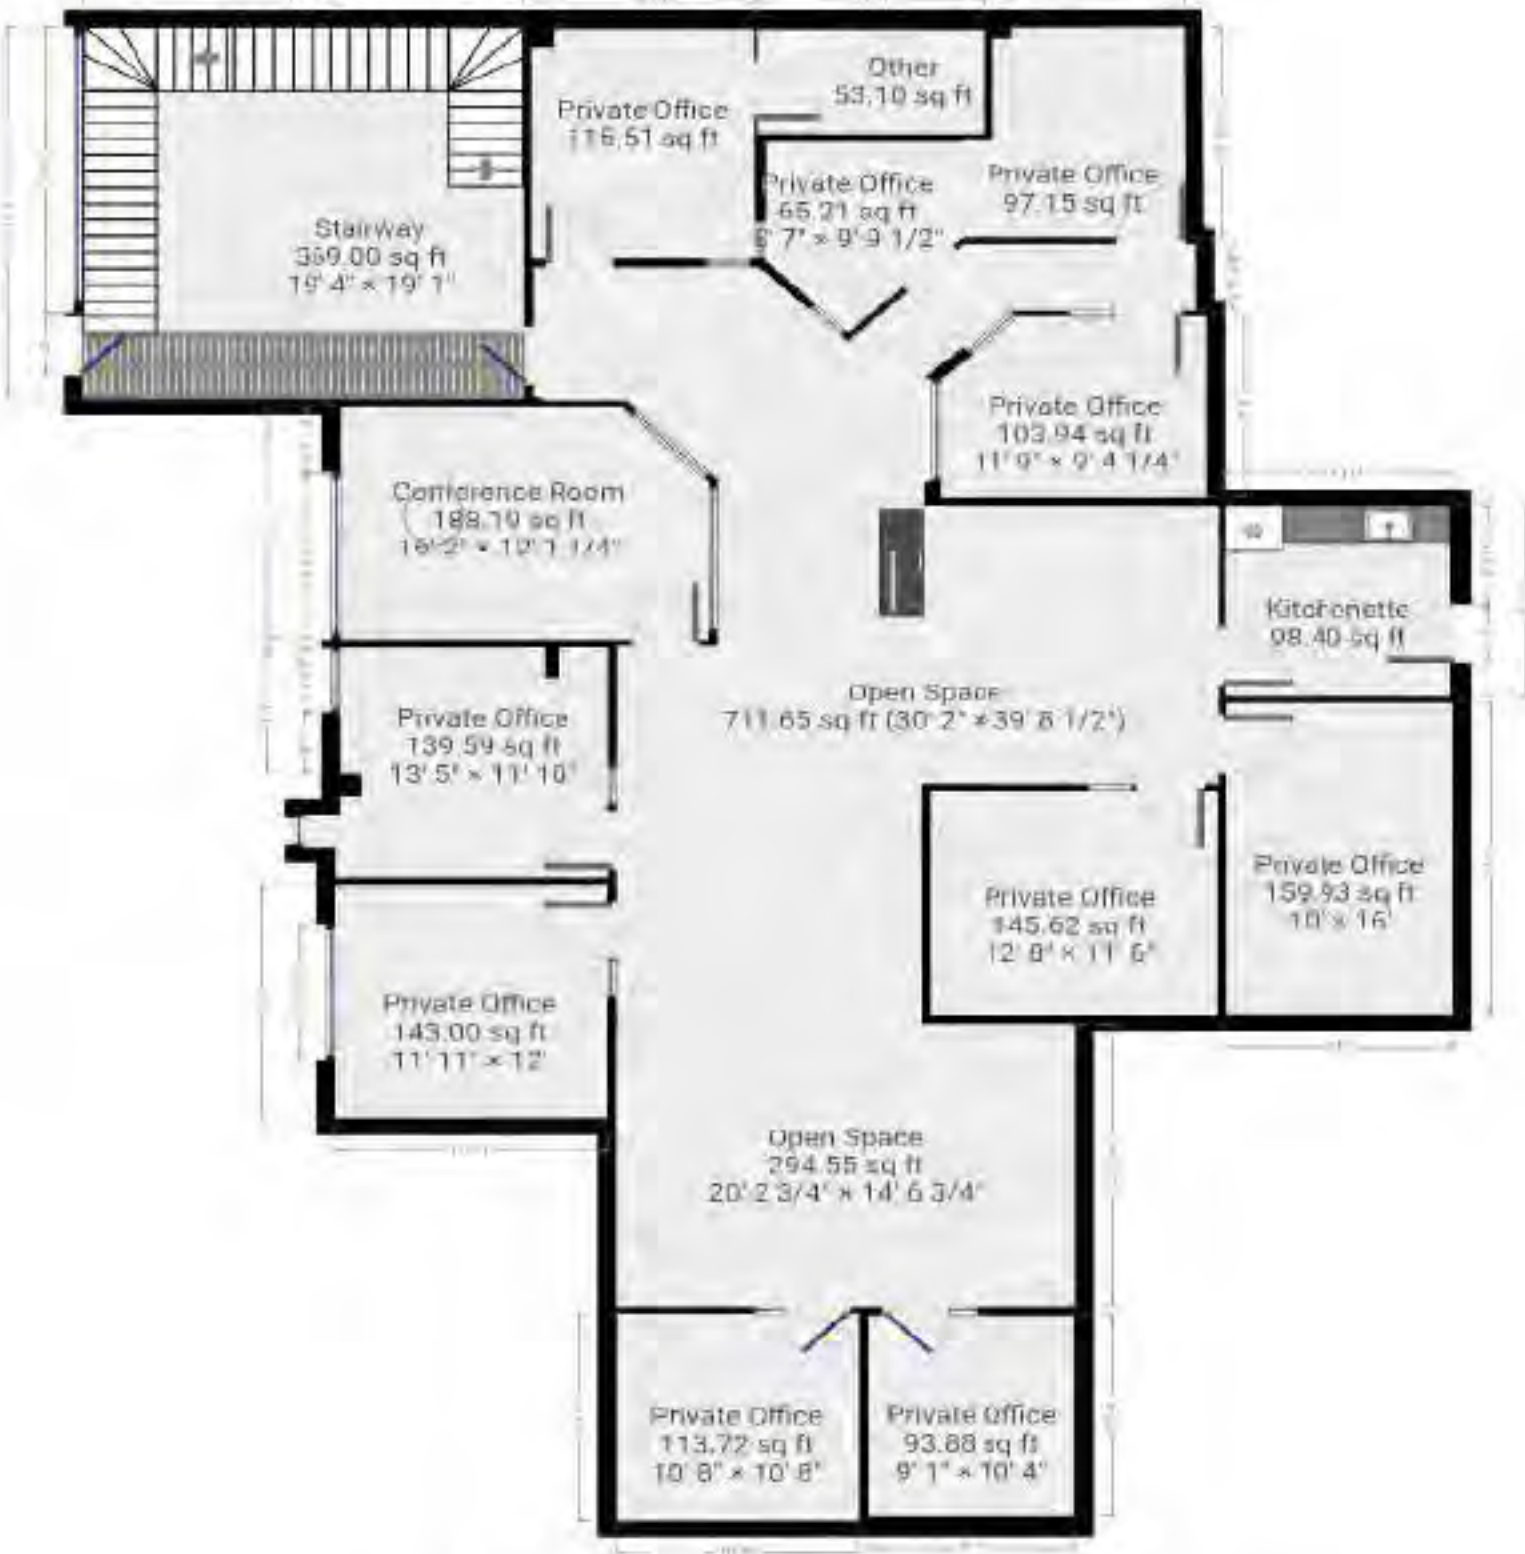 Other
53.10 sq ft
Private Office
116.51 sq ft
Private Office
65.21 sq ft
7" × 9' 9 1/2"
Private Office
97.15 sq ft
Stairway
369.00 sq ft
19' 4" × 19' 1"
Private Office
103.94 sq ft
11' 9" × 9' 4 1/4"
Conference Room
188.19 sq ft
Kitchenette
98.40 sq ft
Open Space
711.65 sq ft (30' 2" × 39' 8 1/2")
Private Office
139.59 sq ft
13' 5" × 11' 10"
Private Office
159.93 sq ft
10' × 16'
Private Office
145.62 sq ft
12' 8" × 11' 6"
Private Office
143.00 sq ft
11' 11" × 12'
Open Space
294.55 sq ft
20' 2 3/4" × 14' 6 3/4"
Private Office
113.72 sq ft
10' 8" × 10' 8"
Private Office
93.88 sq ft
9' 1" × 10' 4"